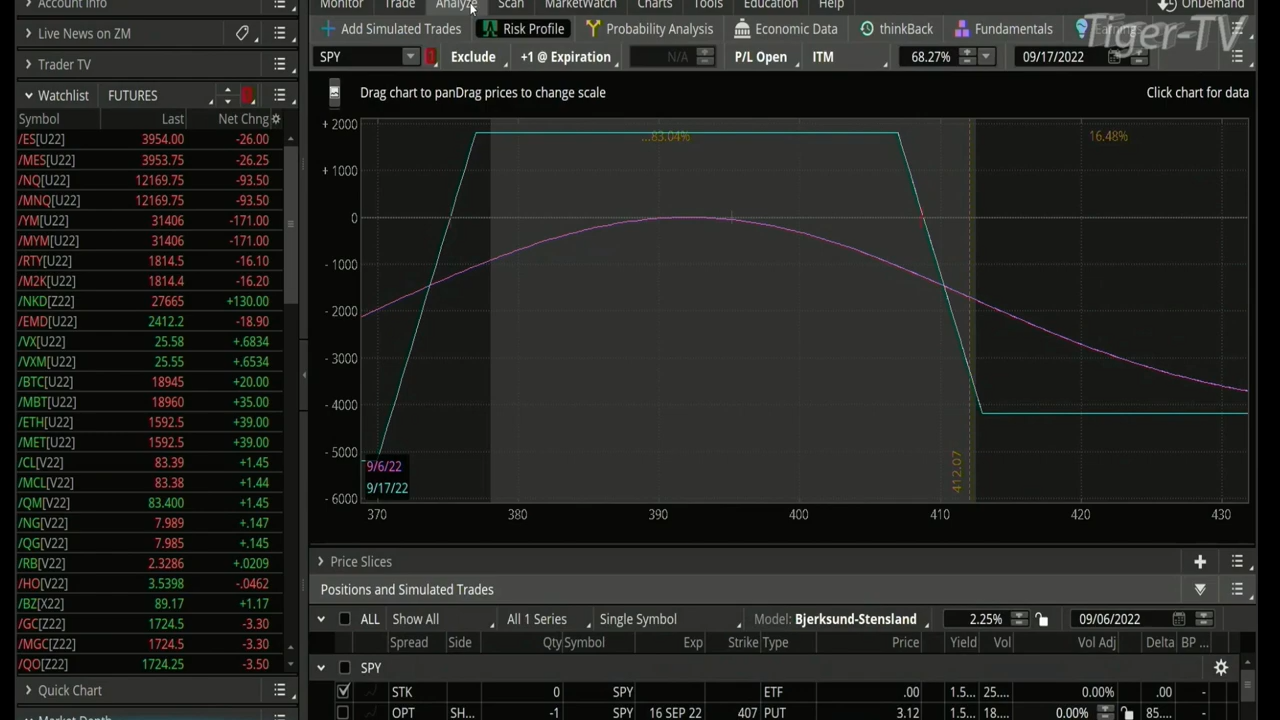 Monitor Trade Analyze Scan MarketWatch Charts Tools Education Help OnDemand
Account Info
Tiger-TV
Live News on ZM
Add Simulated Trades Risk Profile Probability Analysis Economic Data thinkBack Fundamentals
Trader TV
SPY Exclude +1 @ Expiration N/A P/L Open ITM 68.27% 09/17/2022
Watchlist FUTURES
Drag chart to panDrag prices to change scale Click chart for data
Symbol Last Net Chng
/ES[U22] 3954.00 -26.00
/MES[U22] 3953.75 -26.25
/NQ[U22] 12169.75 -93.50
/MNQ[U22] 12169.75 -93.50
/YM[U22] 31406 -171.00
/MYM[U22] 31406 -171.00
/RTY[U22] 1814.5 -16.10
/M2K[U22] 1814.4 -16.20
/NKD[Z22] 27665 +130.00
/EMD[U22] 2412.2 -18.90
/VX[U22] 25.58 +.6834
/VXM[U22] 25.55 +.6534
/BTC[U22] 18945 +20.00
/MBT[U22] 18960 +35.00
/ETH[U22] 1592.5 +39.00
/MET[U22] 1592.5 +39.00
/CL[V22] 83.39 +1.45
/MCL[V22] 83.38 +1.44
/QM[V22] 83.400 +1.45
/NG[V22] 7.989 +.147
/QG[V22] 7.985 +.145
/RB[V22] 2.3286 +.0209
/HO[V22] 3.5398 -.0462
/BZ[X22] 89.17 +1.17
/GC[Z22] 1724.5 -3.30
/MGC[Z22] 1724.5 -3.30
/QO[Z22] 1724.25 -3.50
Quick Chart
Market Depth
+ 2000
+ 1000
0
- 1000
- 2000
- 3000
- 4000
- 5000
- 6000
...83.04% 16.48%
412.07
9/6/22
9/17/22
370 380 390 400 410 420 430
Price Slices
Positions and Simulated Trades
ALL Show All All 1 Series Single Symbol Model: Bjerksund-Stensland 2.25% 09/06/2022
Spread Side Qty Symbol Exp Strike Type Price Yield Vol Vol Adj Delta BP ...
SPY
STK 0 SPY ETF .00 1.5... 25.... 0.00% .00 -
OPT SH... -1 SPY 16 SEP 22 407 PUT 3.12 1.5... 18.... 0.00% 85.... -